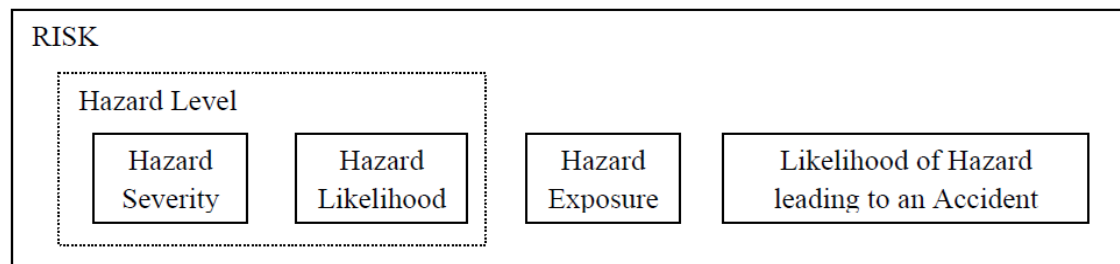 RISK
Hazard Level
Hazard
Severity
Hazard
Likelihood
Hazard
Exposure
Likelihood of Hazard
leading to an Accident